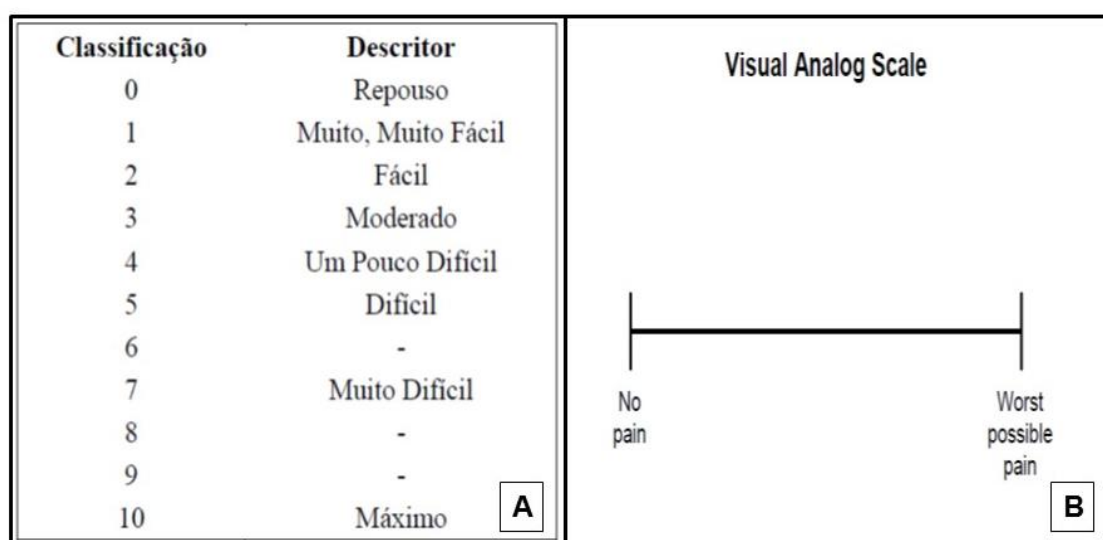 Classificação Descritor
0 Repouso
1 Muito, Muito Fácil
2 Fácil
3 Moderado
4 Um Pouco Difícil
5 Difícil
6 -
7 Muito Difícil
8 -
9 -
10 Máximo
A
Visual Analog Scale
No
pain
Worst
possible
pain
B